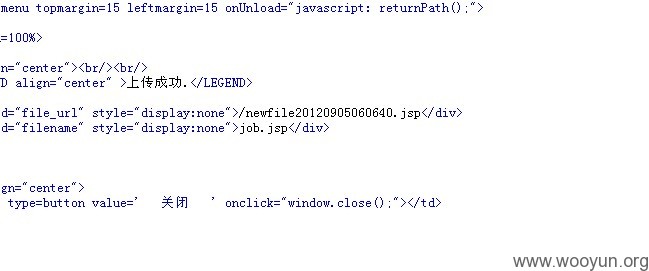 menu topmargin=15 leftmargin=15 onUnload="javascript: returnPath();">
=100%>
n="center"><br/><br/>
D align="center" >上传成功.</LEGEND>
d="file_url" style="display:none">/newfile20120905060640.jsp</div>
d="filename" style="display:none">job.jsp</div>
gn="center">
type=button value='   关闭   ' onclick="window.close();"></td>
www.wooyun.org